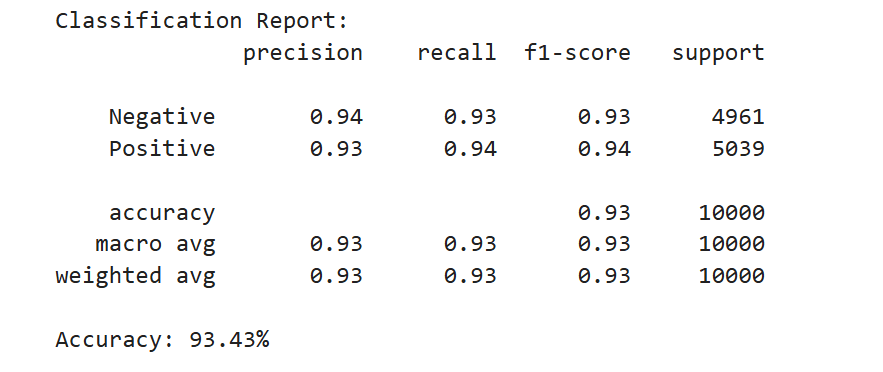 Classification Report:
precision recall f1-score support
Negative 0.94 0.93 0.93 4961
Positive 0.93 0.94 0.94 5039
accuracy 0.93 10000
macro avg 0.93 0.93 0.93 10000
weighted avg 0.93 0.93 0.93 10000
Accuracy: 93.43%